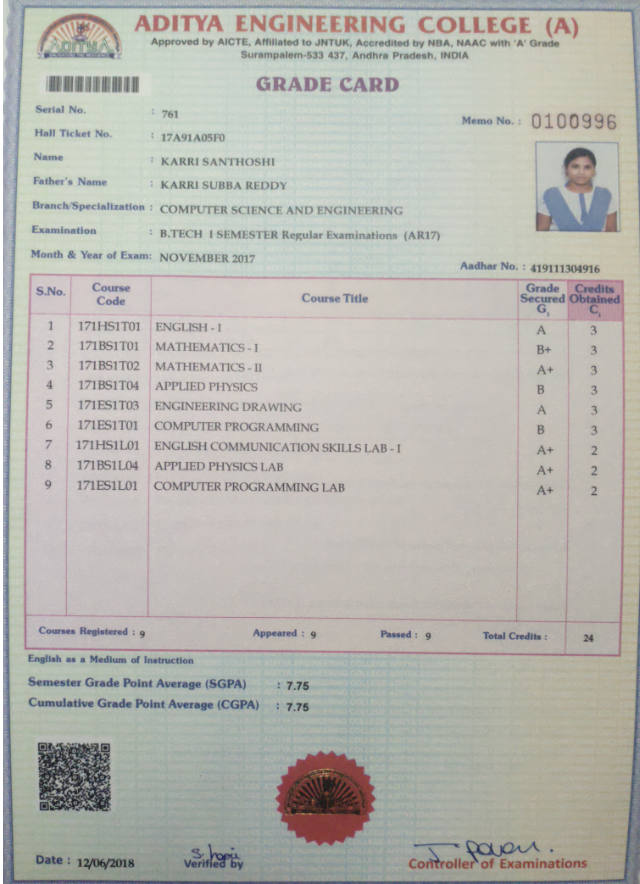 ADITYA ENGINEERING COLLEGE (A)
Approved by AICTE, Affiliated to JNTUK, Accredited by NBA, NAAC with 'A' Grade
Surampalem-533 437, Andhra Pradesh, INDIA
ADITYA
GRADE CARD
Serial No. : 761
Memo No. : 0100996
Hall Ticket No. : 17A91A05F0
Name : KARRI SANTHOSHI
Father's Name : KARRI SUBBA REDDY
Branch/Specialization : COMPUTER SCIENCE AND ENGINEERING
Examination : B.TECH I SEMESTER Regular Examinations (AR17)
Month & Year of Exam: NOVEMBER 2017
Aadhar No. : 419111304916
S.No. Course Code Course Title Grade Secured Gi Credits Obtained Ci
1 171HS1T01 ENGLISH - I A 3
2 171BS1T01 MATHEMATICS - I B+ 3
3 171BS1T02 MATHEMATICS - II A+ 3
4 171BS1T04 APPLIED PHYSICS B 3
5 171ES1T03 ENGINEERING DRAWING A 3
6 171ES1T01 COMPUTER PROGRAMMING B 3
7 171HS1L01 ENGLISH COMMUNICATION SKILLS LAB - I A+ 2
8 171BS1L04 APPLIED PHYSICS LAB A+ 2
9 171ES1L01 COMPUTER PROGRAMMING LAB A+ 2
Courses Registered : 9 Appeared : 9 Passed : 9 Total Credits : 24
English as a Medium of Instruction
Semester Grade Point Average (SGPA) : 7.75
Cumulative Grade Point Average (CGPA) : 7.75
Date : 12/06/2018
Verified by
Controller of Examinations